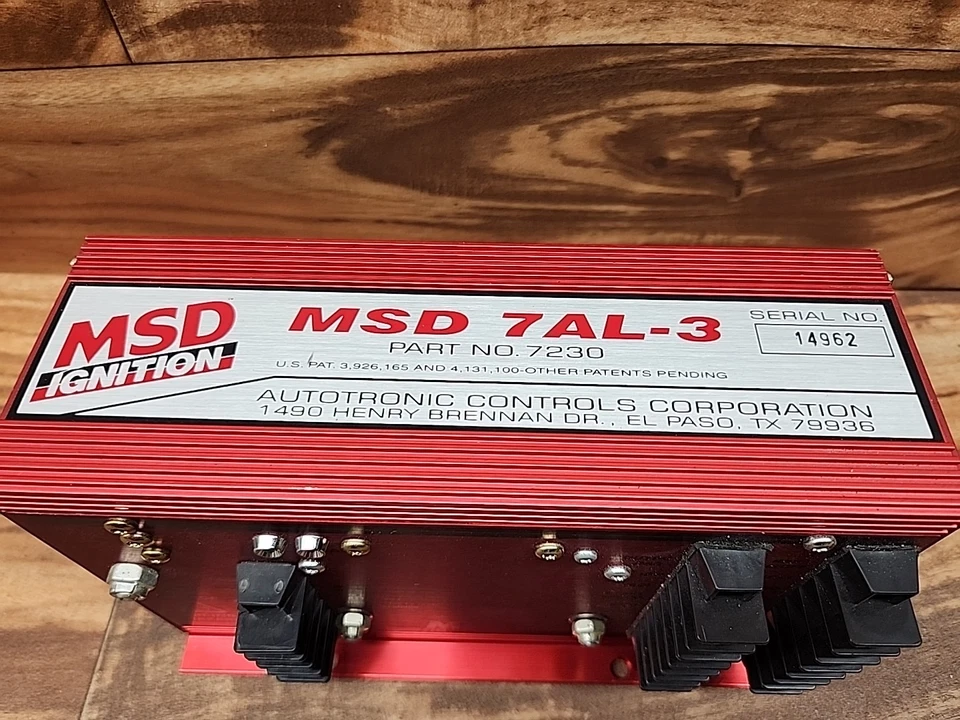 MSD
IGNITION
MSD 7AL-3
PART NO. 7230
U.S. PAT. 3,926,165 AND 4,131,100-OTHER PATENTS PENDING
SERIAL NO.
14962
AUTOTRONIC CONTROLS CORPORATION
1490 HENRY BRENNAN DR., EL PASO, TX 79936